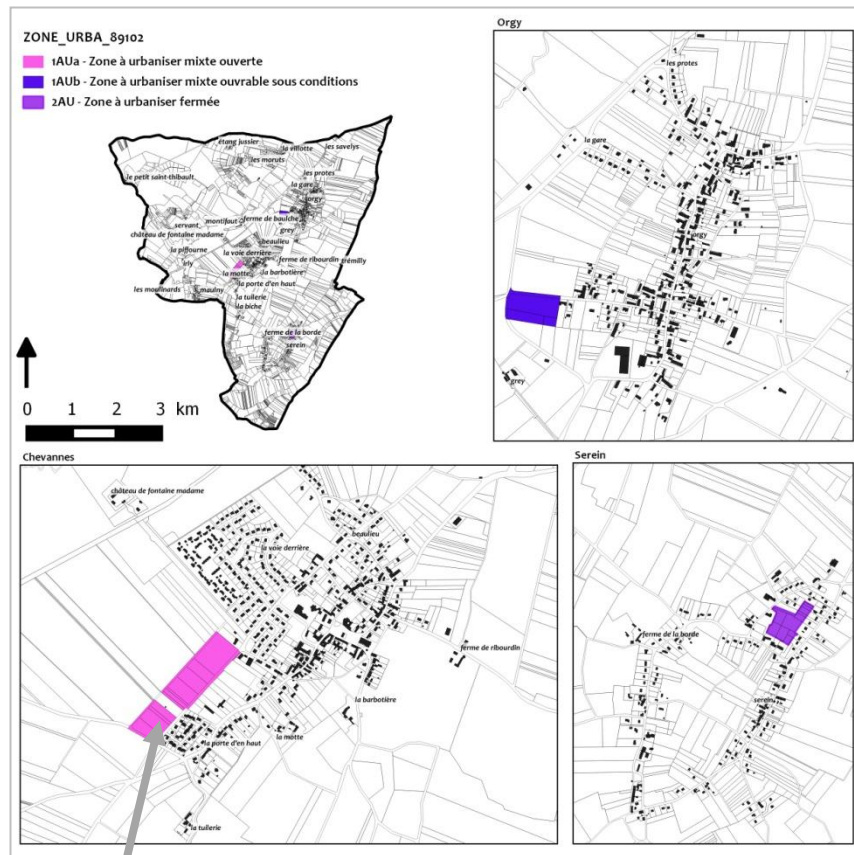 ZONE_URBA_89102
1AUa - Zone à urbaniser mixte ouverte
1AUb - Zone à urbaniser mixte ouvrable sous conditions
2AU - Zone à urbaniser fermée
étang jussier
la villotte
les savelys
les moruts
le petit saint-thibault
les protes
la gare
orgy
servant
montifaut
ferme de baulche
château de fontaine madame
grey
beaulieu
la piffourne
la voie derrière
ferme de ribourdin
trémilly
la motte
la barbotière
les moulinards
maulny
la porte d'en haut
la tuilerie
la biche
ferme de la borde
serein
0 1 2 3 km
Orgy
les protes
la gare
orgy
grey
Chevannes
château de fontaine madame
la voie derrière
beaulieu
ferme de ribourdin
la barbotière
la motte
la porte d'en haut
la tuilerie
Serein
ferme de la borde
serein